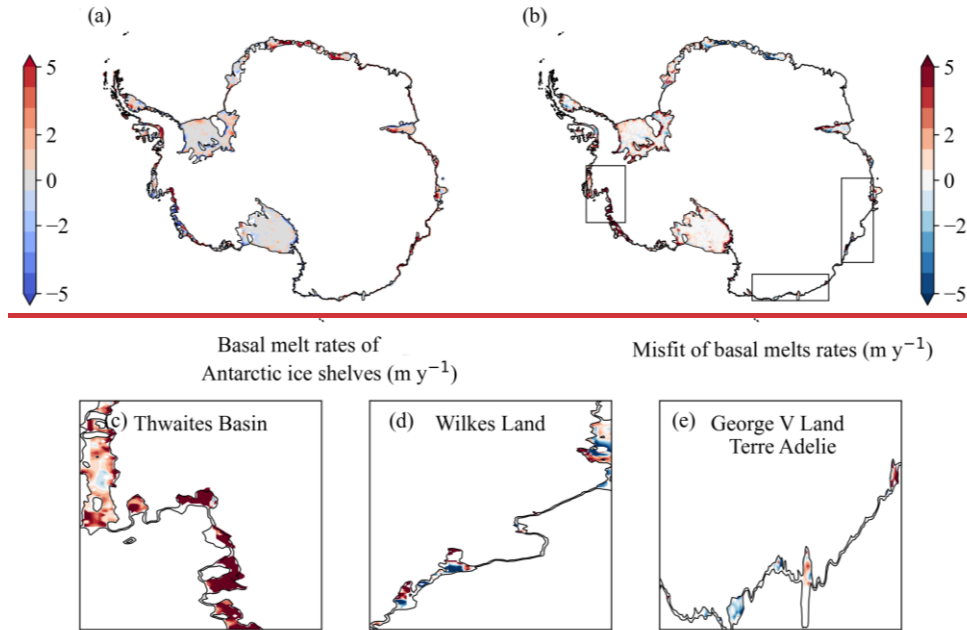 (a)
(b)
5
2
0
−2
−5
5
2
0
−2
−5
Basal melt rates of
Antarctic ice shelves (m y⁻¹)
Misfit of basal melts rates (m y⁻¹)
(c) Thwaites Basin
(d) Wilkes Land
(e) George V Land
Terre Adelie